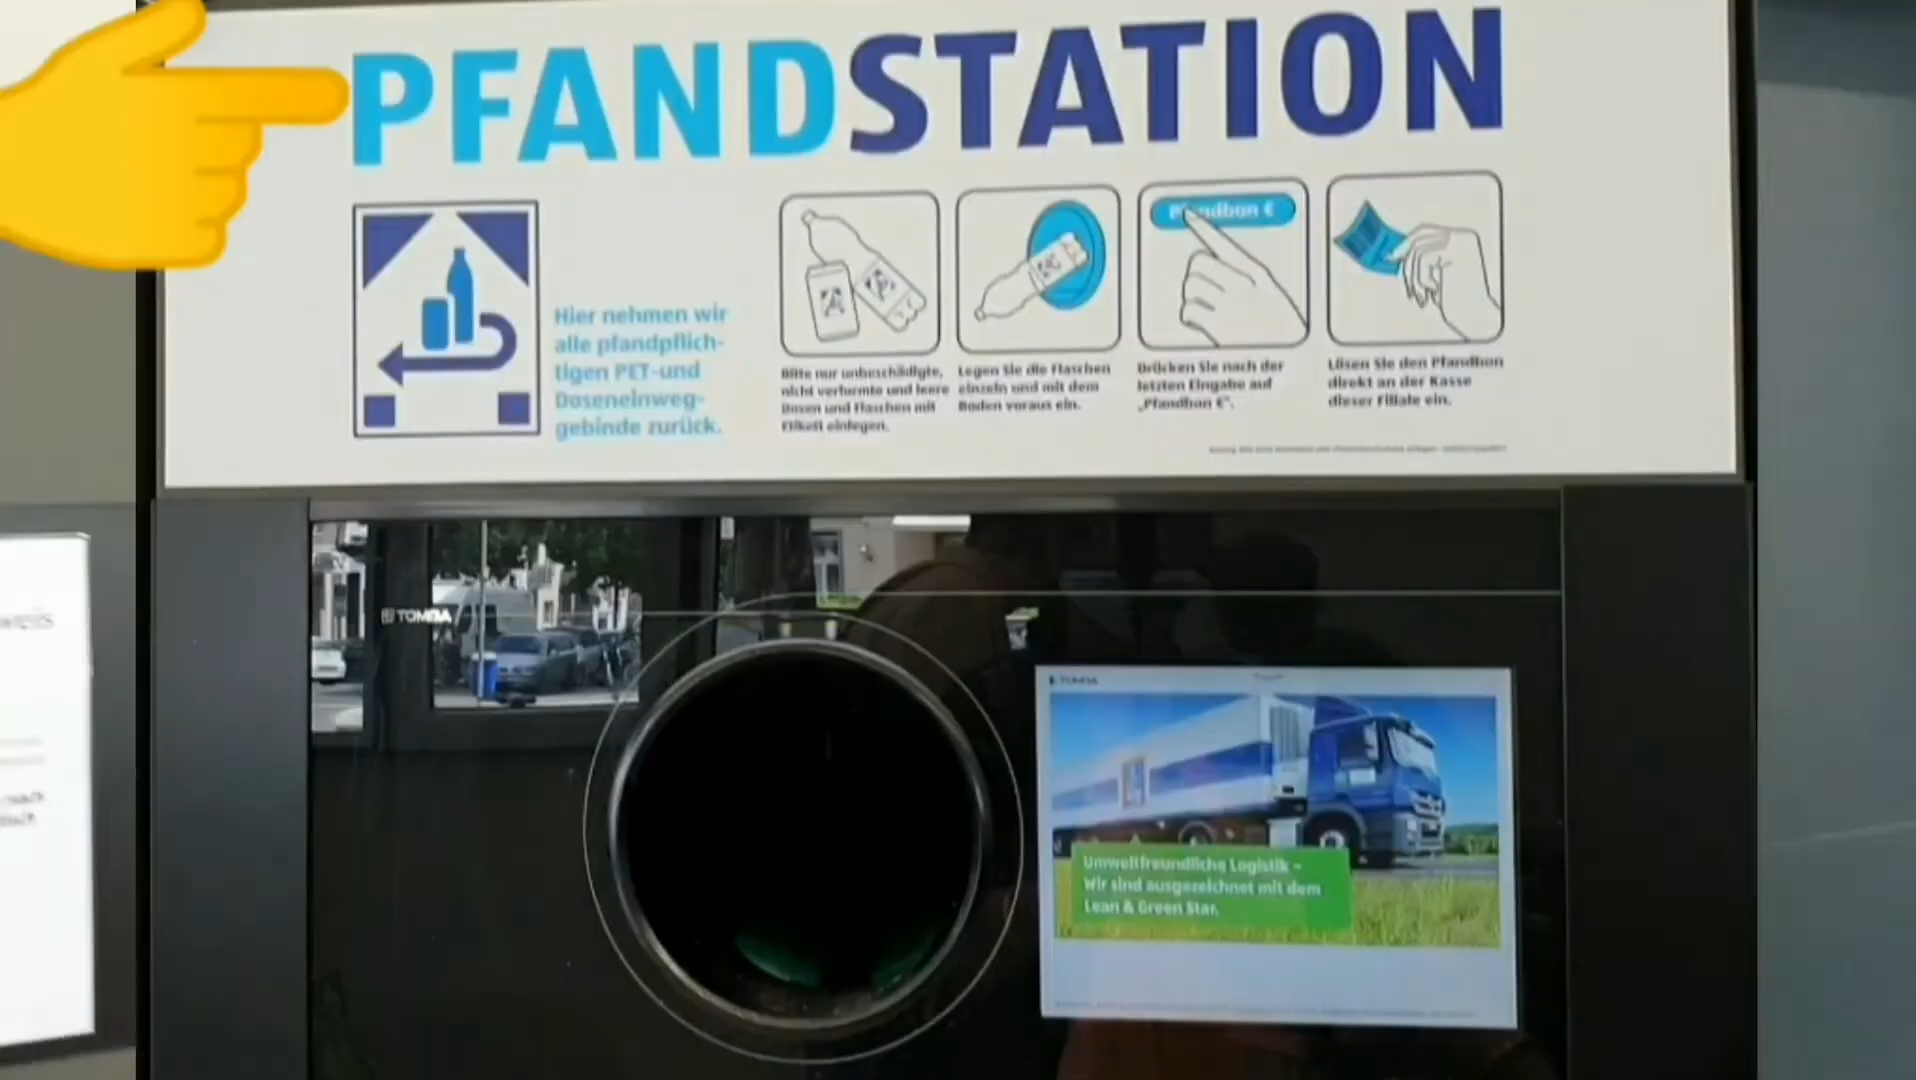 PFANDSTATION
Pfandbon €
Hier nehmen wir
alle pfandpflich-
tigen PET-und
Doseneinweg-
gebinde zurück.
Bitte nur unbeschädigte,
nicht verformte und leere
Dosen und Flaschen mit
Etikett einlegen.
Legen Sie die Flaschen
einzeln und mit dem
Boden voraus ein.
Drücken Sie nach der
letzten Eingabe auf
„Pfandbon €“.
Lösen Sie den Pfandbon
direkt an der Kasse
dieser Filiale ein.
TOMRA
TOMRA
Umweltfreundliche Logistik –
Wir sind ausgezeichnet mit dem
Lean & Green Star.